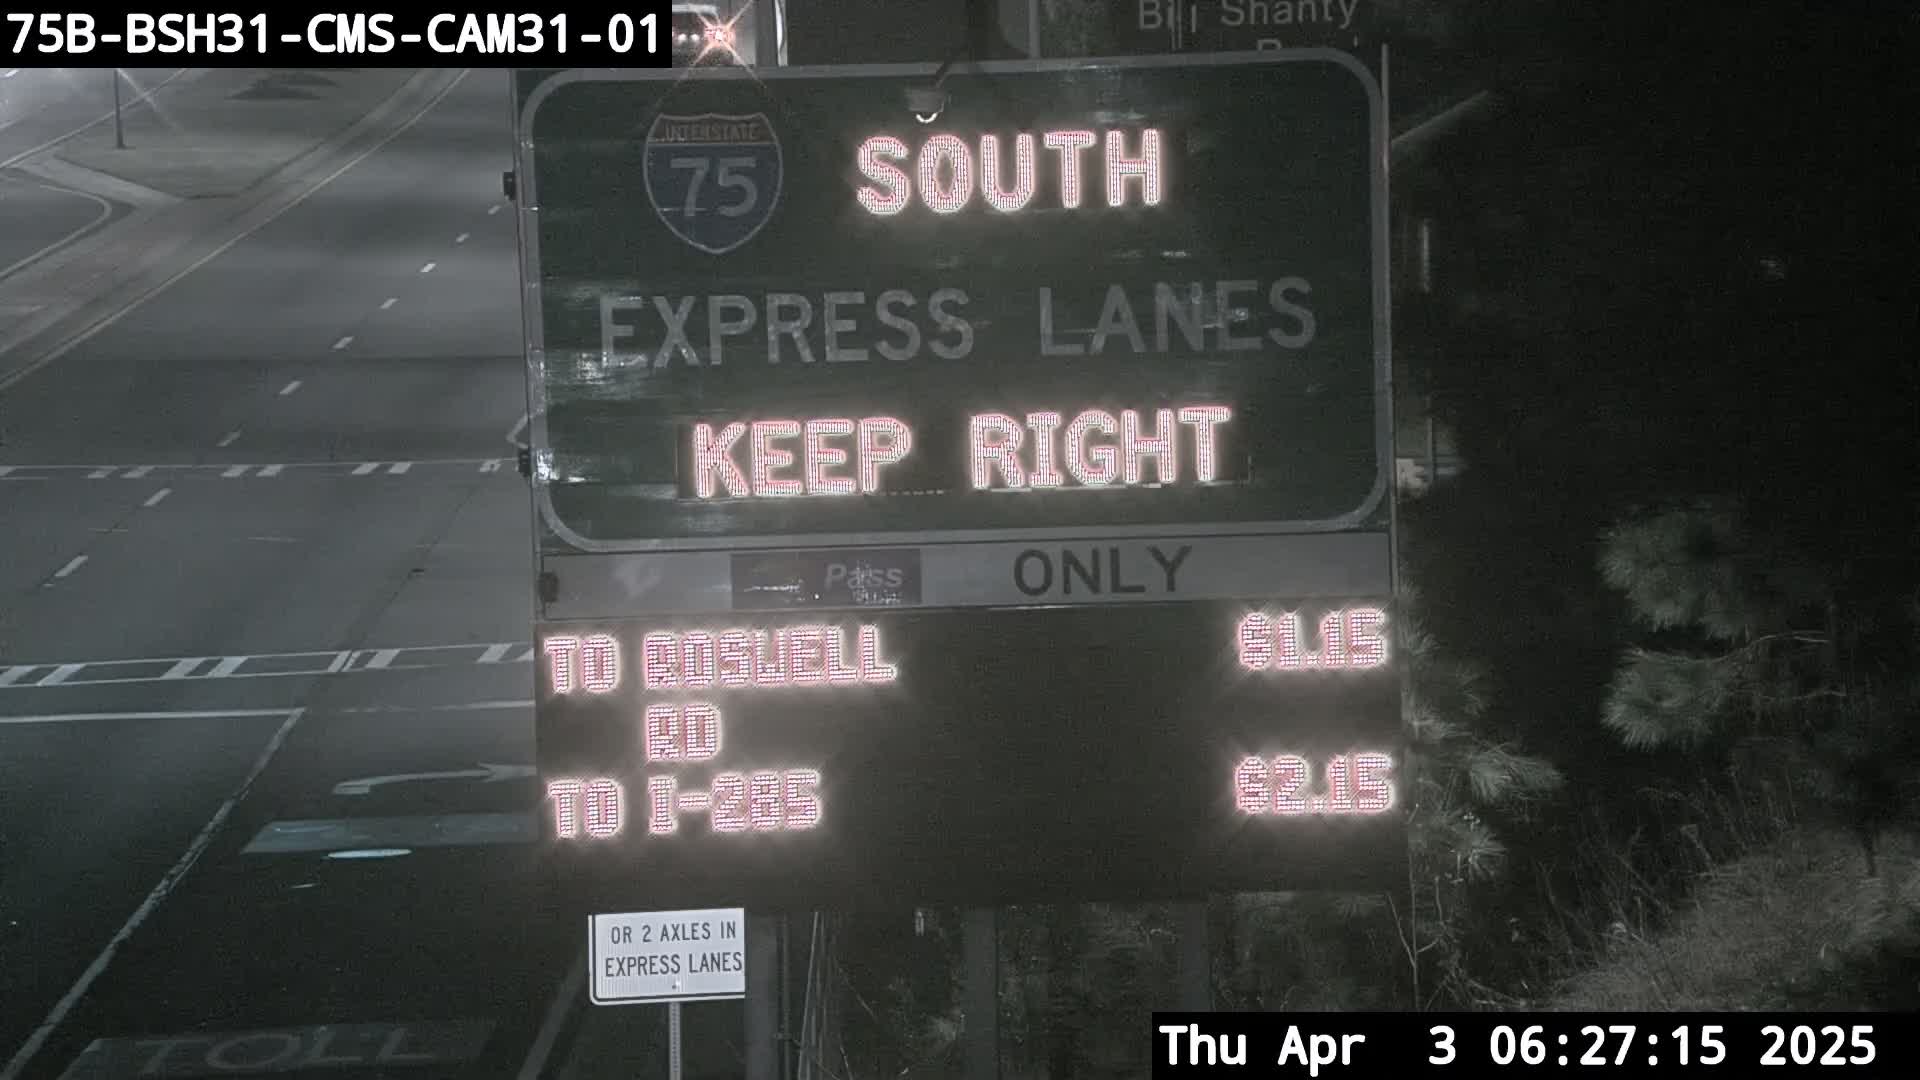 75B-BSH31-CMS-CAM31-01
Bill Shanty
INTERSTATE
75
SOUTH
EXPRESS LANES
KEEP RIGHT
Pass
ONLY
TO ROSWELL $1.15
RD
TO I-285 $2.15
OR 2 AXLES IN
EXPRESS LANES
TOLL
Thu Apr 3 06:27:15 2025